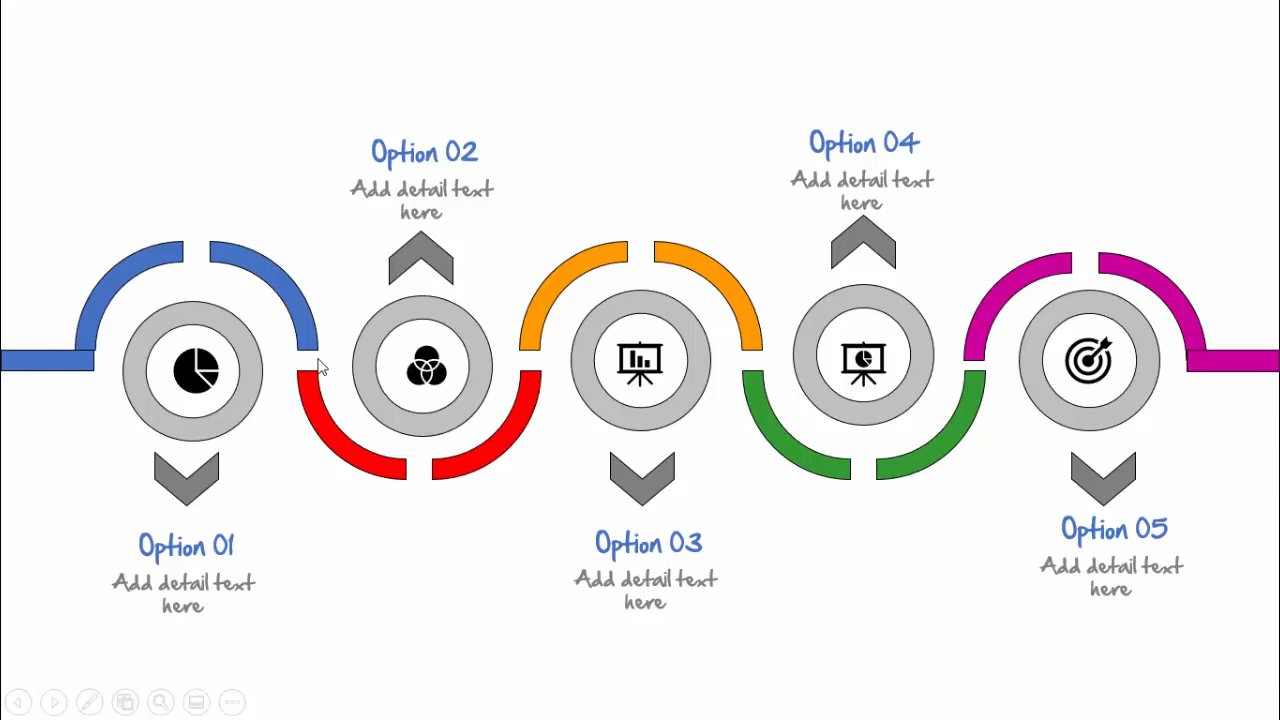 Option 02
Add detail text
here
Option 04
Add detail text
here
Option 01
Add detail text
here
Option 03
Add detail text
here
Option 05
Add detail text
here